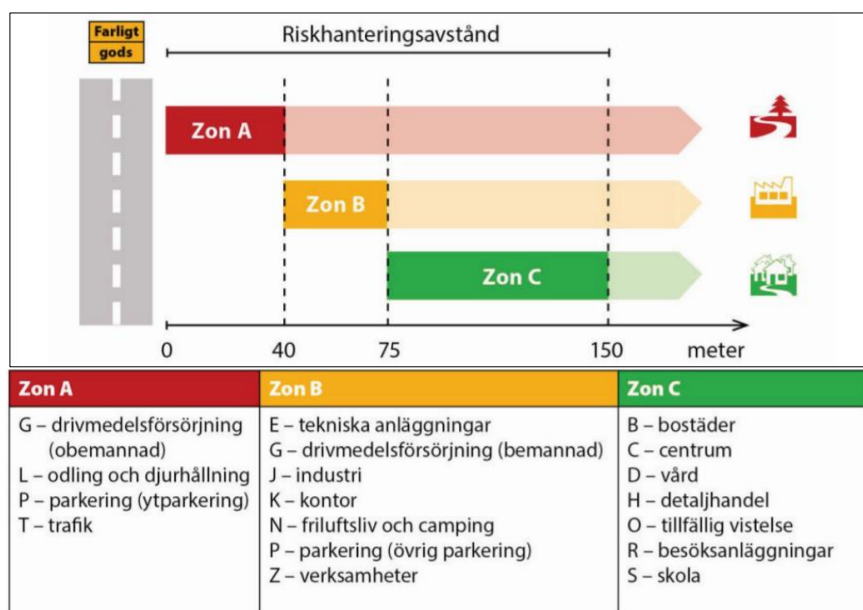 Farligt
gods
Riskhanteringsavstånd
Zon A
Zon B
Zon C
0 40 75 150 meter
Zon A
G – drivmedelsförsörjning
(obemannad)
L – odling och djurhållning
P – parkering (ytparkering)
T – trafik
Zon B
E – tekniska anläggningar
G – drivmedelsförsörjning (bemannad)
J – industri
K – kontor
N – friluftsliv och camping
P – parkering (övrig parkering)
Z – verksamheter
Zon C
B – bostäder
C – centrum
D – vård
H – detaljhandel
O – tillfällig vistelse
R – besöksanläggningar
S – skola